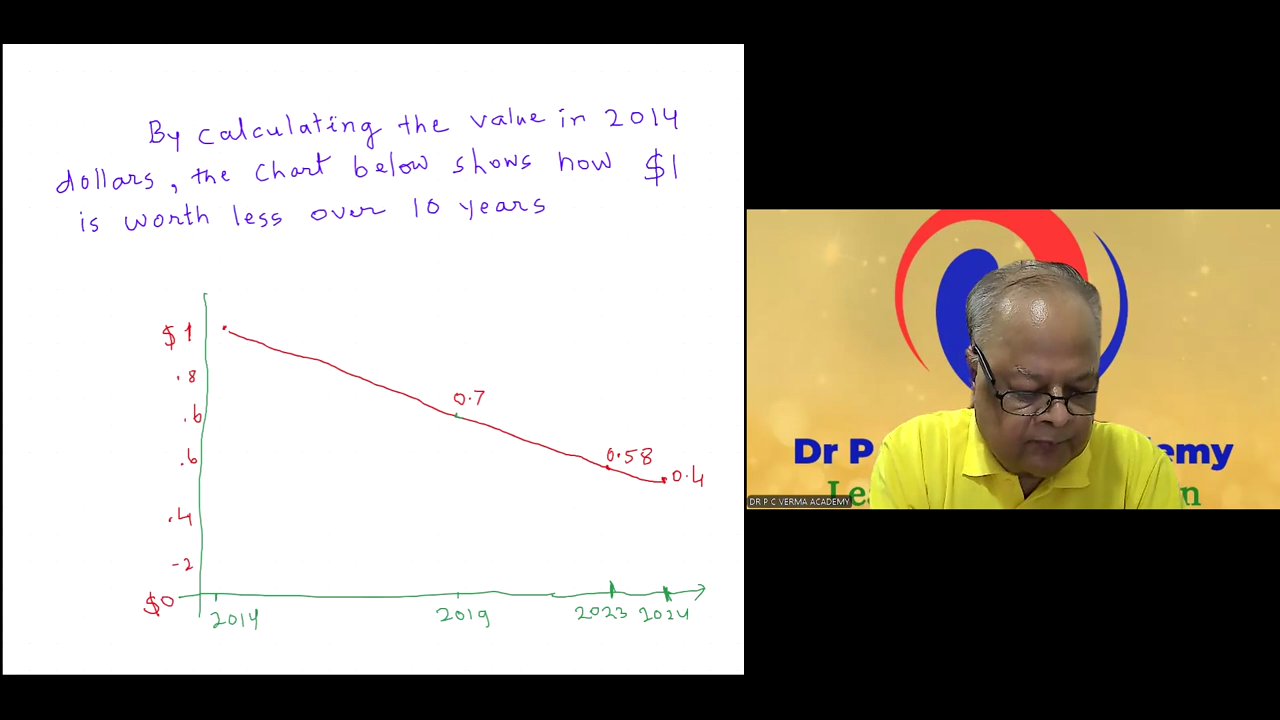 By calculating the value in 2014
dollars, the chart below shows how $1
is worth less over 10 years
$1
.8
.6
.6
.4
-2
$0
0.7
0.58
0.4
2014
2019
2023
2024
Dr P
emy
Le
n
DR P C VERMA ACADEMY